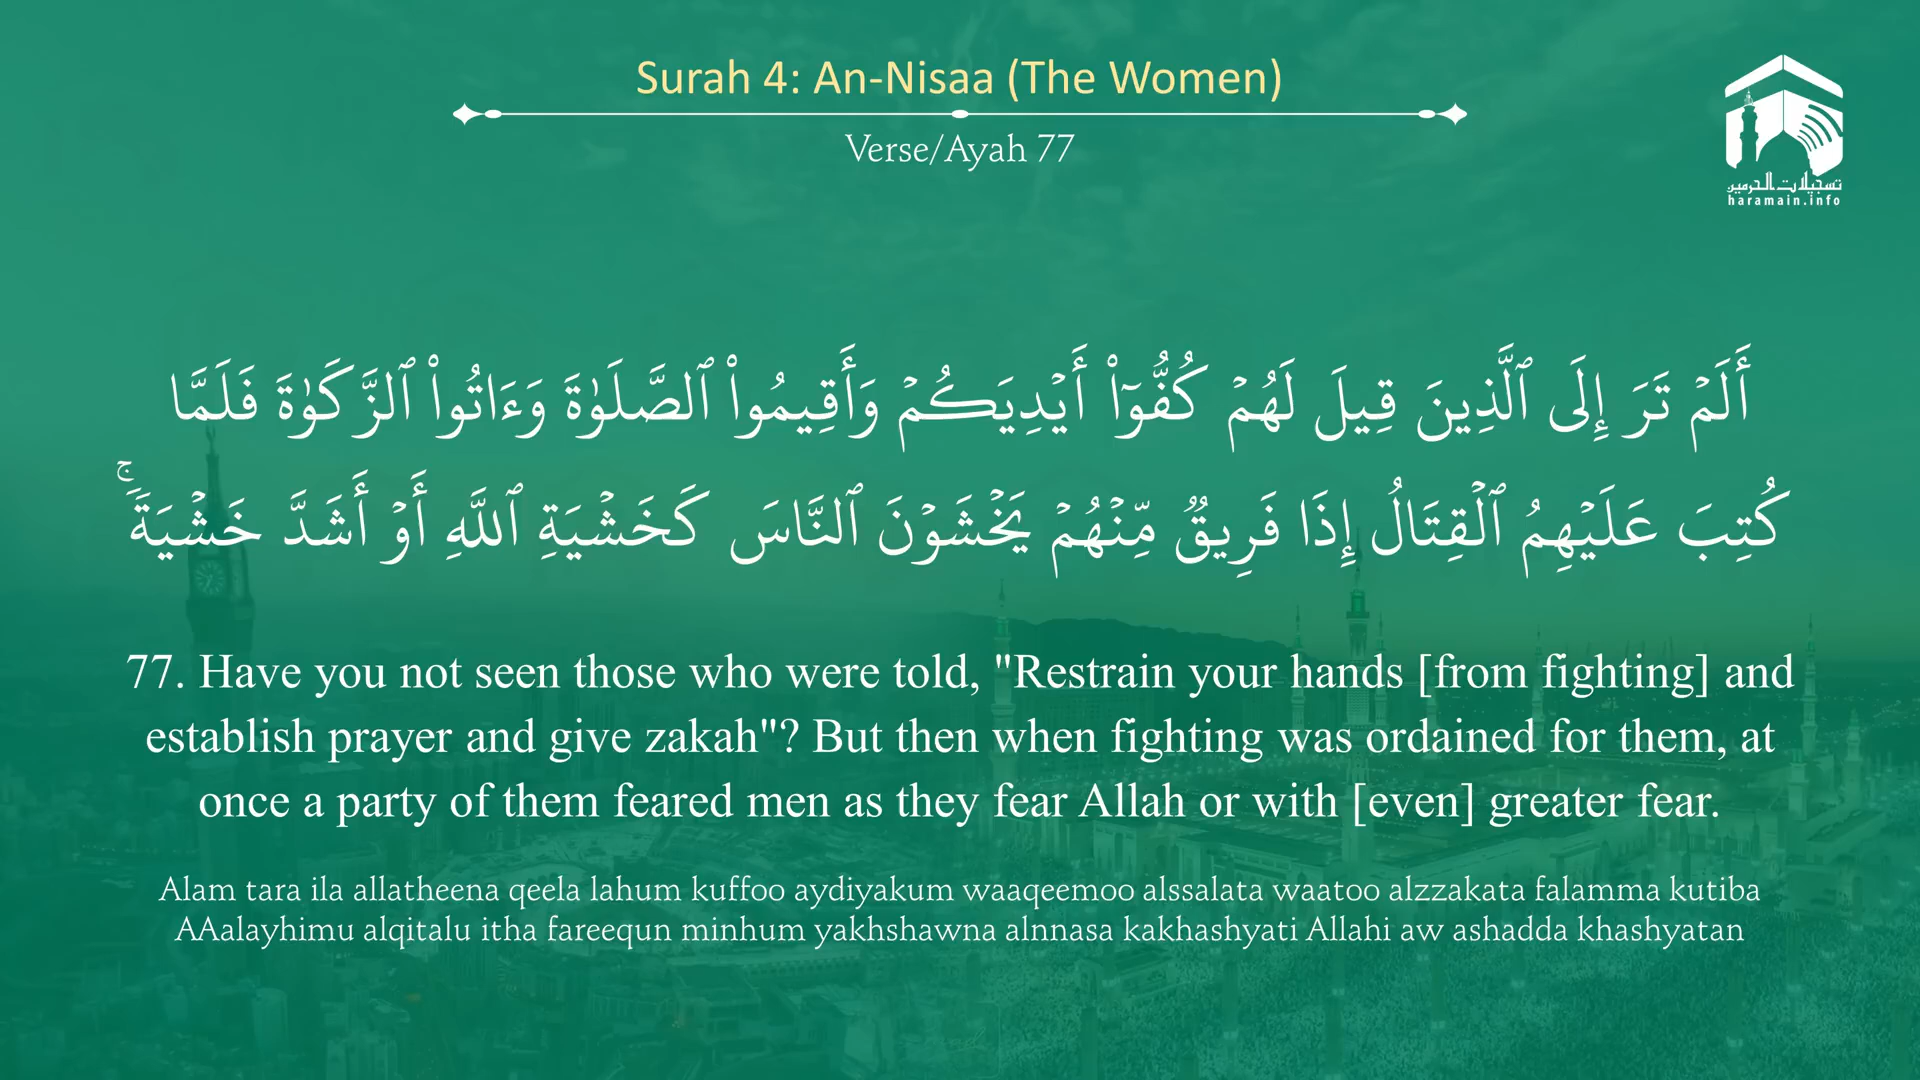 Surah 4: An-Nisaa (The Women)
Verse/Ayah 77
تسجيلات الحرمين
haramain.info
أَلَمۡ تَرَ إِلَى ٱلَّذِينَ قِيلَ لَهُمۡ كُفُّوٓاْ أَيۡدِيَكُمۡ وَأَقِيمُواْ ٱلصَّلَوٰةَ وَءَاتُواْ ٱلزَّكَوٰةَ فَلَمَّا
كُتِبَ عَلَيۡهِمُ ٱلۡقِتَالُ إِذَا فَرِيقٞ مِّنۡهُمۡ يَخۡشَوۡنَ ٱلنَّاسَ كَخَشۡيَةِ ٱللَّهِ أَوۡ أَشَدَّ خَشۡيَةٗۚ
77. Have you not seen those who were told, "Restrain your hands [from fighting] and
establish prayer and give zakah"? But then when fighting was ordained for them, at
once a party of them feared men as they fear Allah or with [even] greater fear.
Alam tara ila allatheena qeela lahum kuffoo aydiyakum waaqeemoo alssalata waatoo alzzakata falamma kutiba
AAalayhimu alqitalu itha fareequn minhum yakhshawna alnnasa kakhashyati Allahi aw ashadda khashyatan